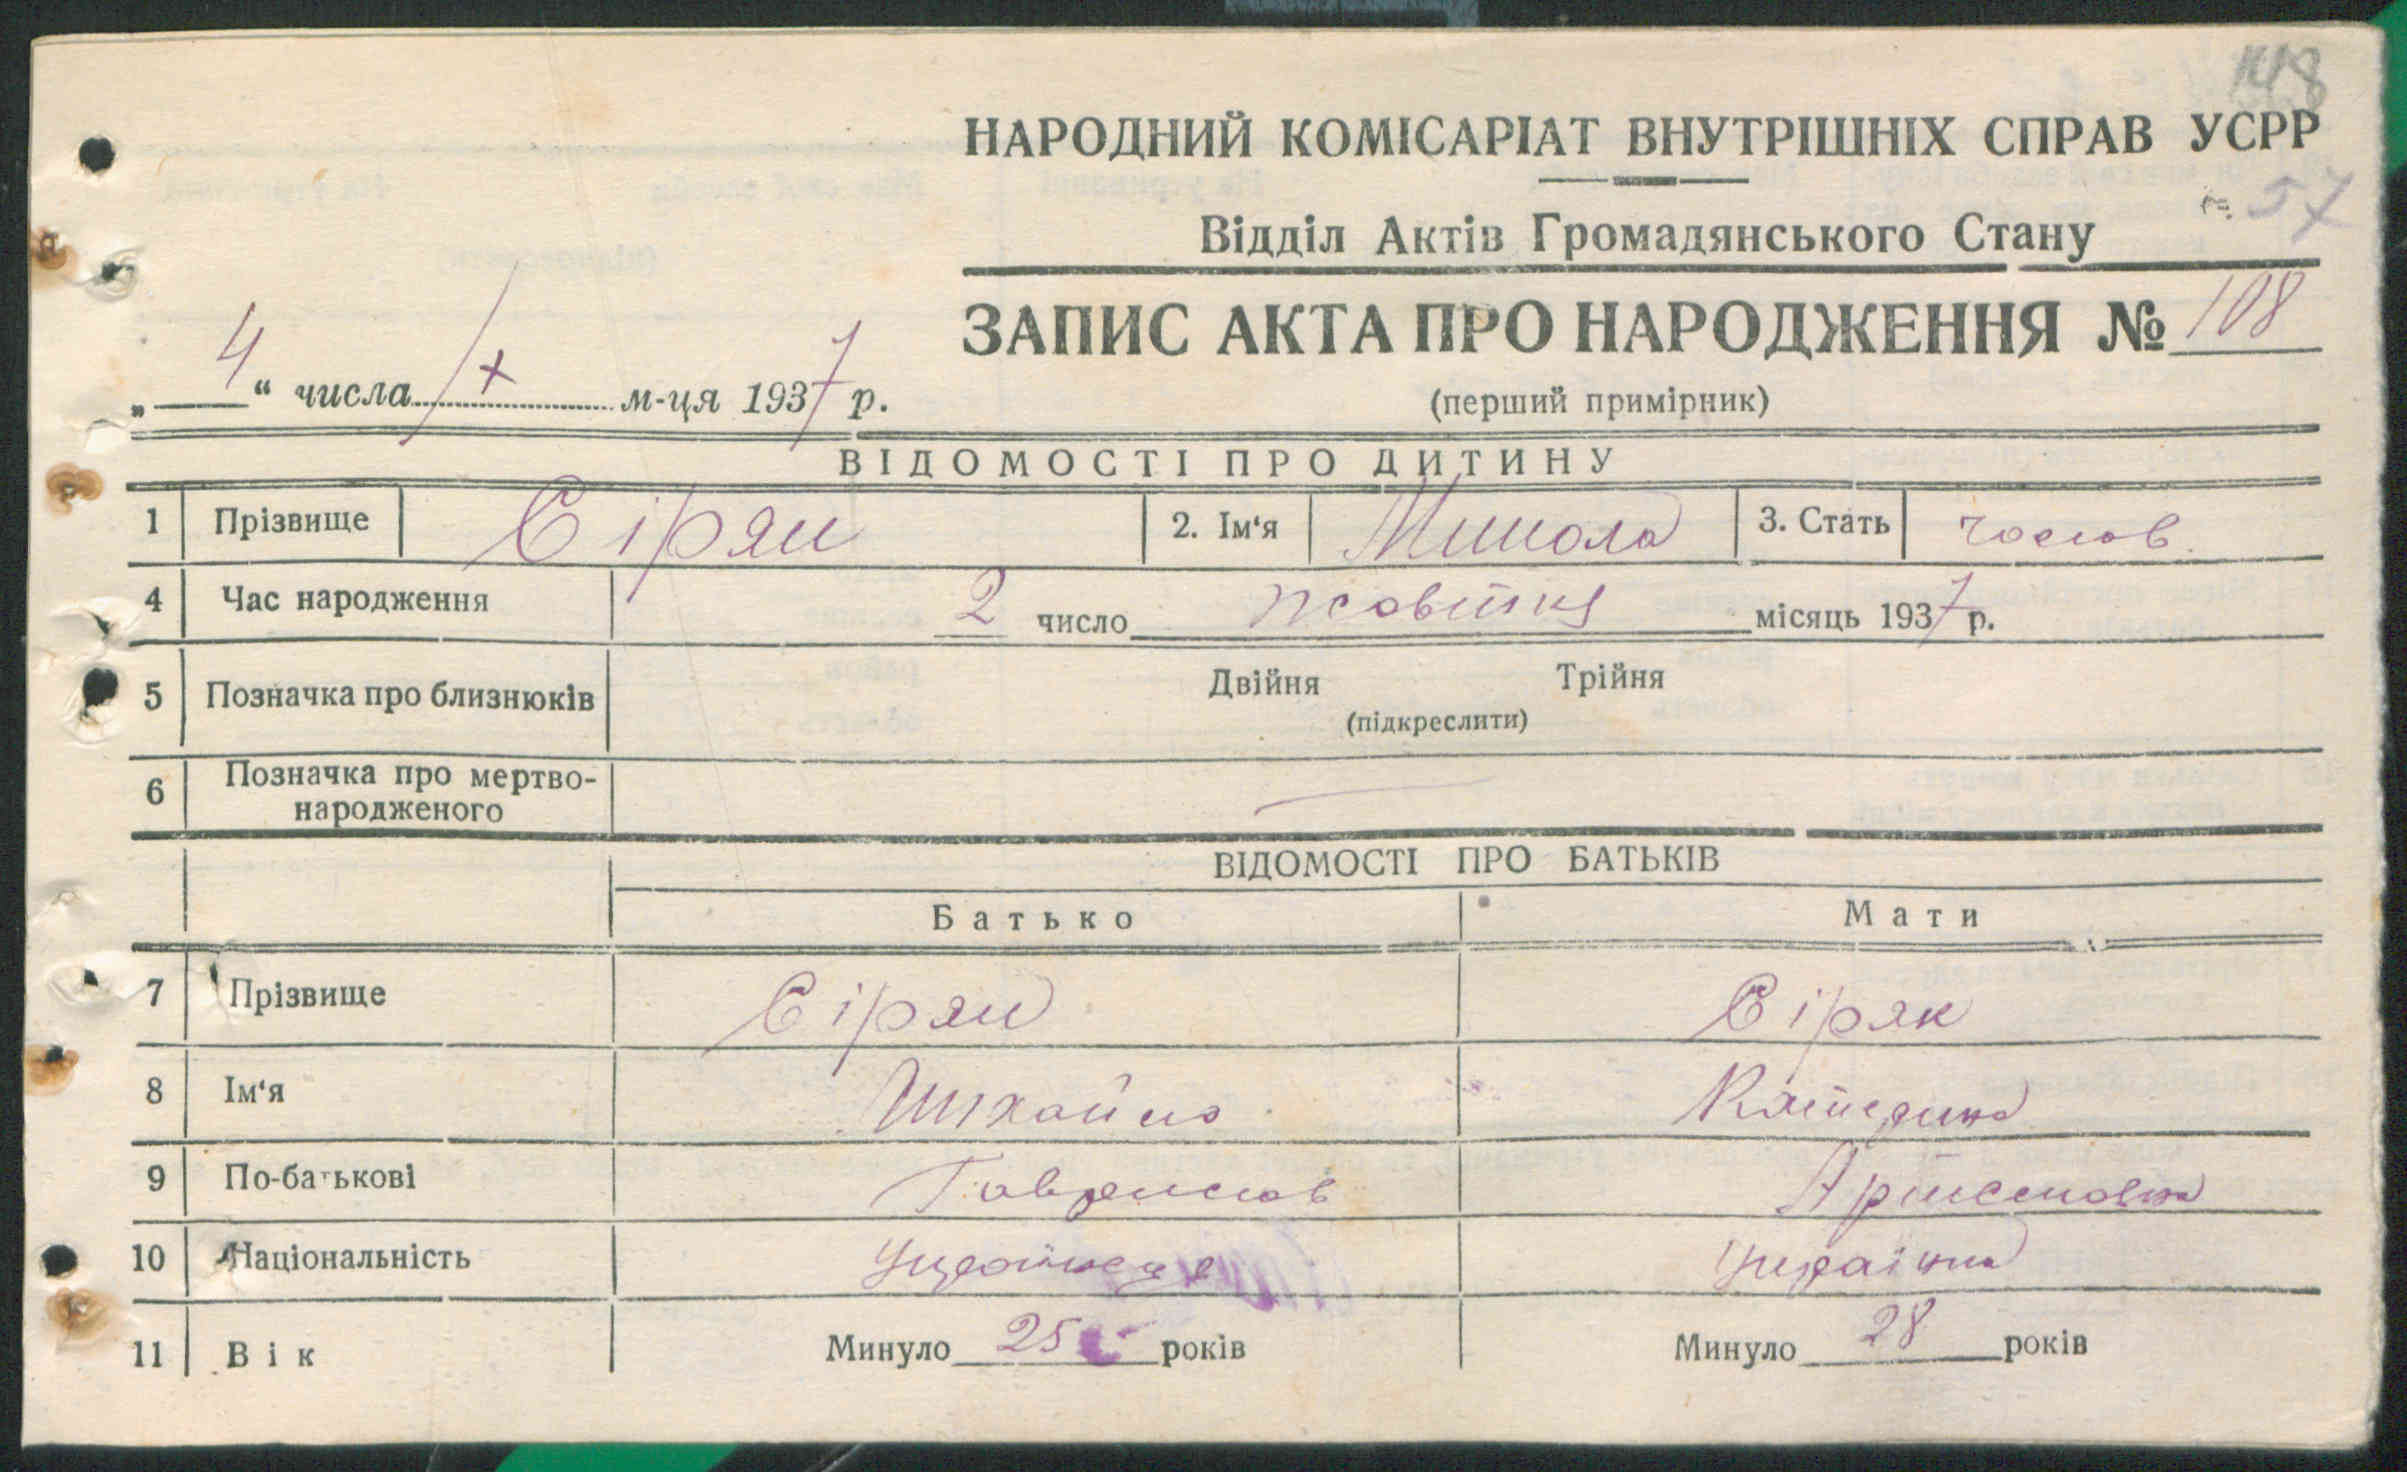 148
НАРОДНИЙ КОМІСАРІАТ ВНУТРІШНІХ СПРАВ УСРР
57
Відділ Актів Громадянського Стану
ЗАПИС АКТА ПРО НАРОДЖЕННЯ № 108
„4“ числа X м-ця 1937 р.
(перший примірник)
ВІДОМОСТІ ПРО ДИТИНУ
1 Прізвище Сіряк 2. Ім‘я Микола 3. Стать чолов.
4 Час народження 2 число жовтня місяць 1937 р.
5 Позначка про близнюків Двійня Трійня
(підкреслити)
6 Позначка про мертво-
народженого
ВІДОМОСТІ ПРО БАТЬКІВ
Батько Мати
7 Прізвище Сіряк Сіряк
8 Ім‘я Михайло Катерина
9 По-батькові Гаврилов
10 Національність Українець Українка
11 Вік Минуло 25 років Минуло 28 років